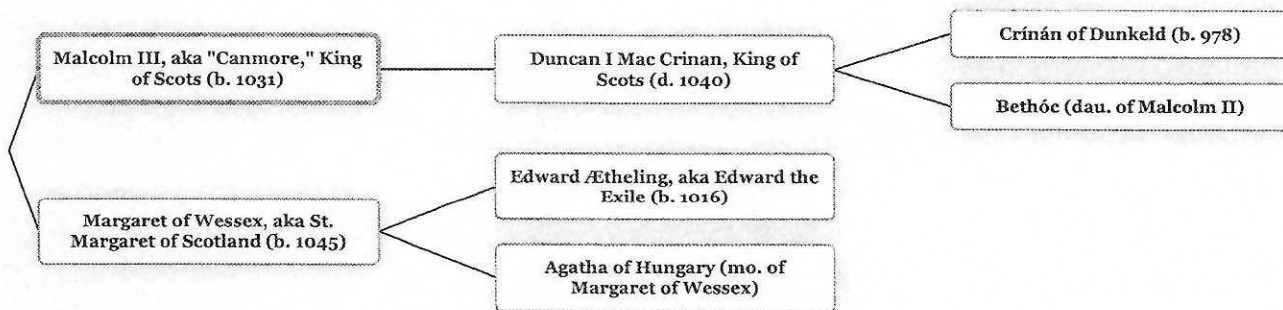 Malcolm III, aka "Canmore," King
of Scots (b. 1031)
Duncan I Mac Crinan, King of
Scots (d. 1040)
Crínán of Dunkeld (b. 978)
Bethóc (dau. of Malcolm II)
Margaret of Wessex, aka St.
Margaret of Scotland (b. 1045)
Edward Ætheling, aka Edward the
Exile (b. 1016)
Agatha of Hungary (mo. of
Margaret of Wessex)